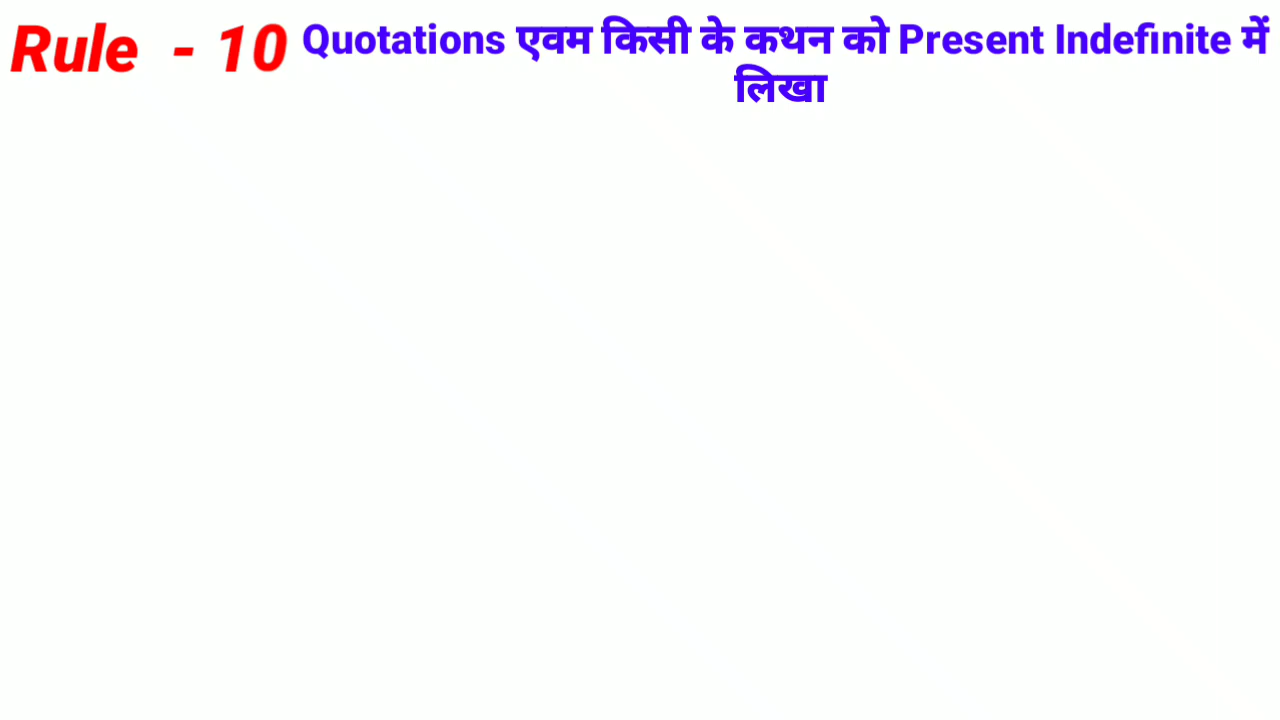 Rule - 10 Quotations एवम किसी के कथन को Present Indefinite में
लिखा